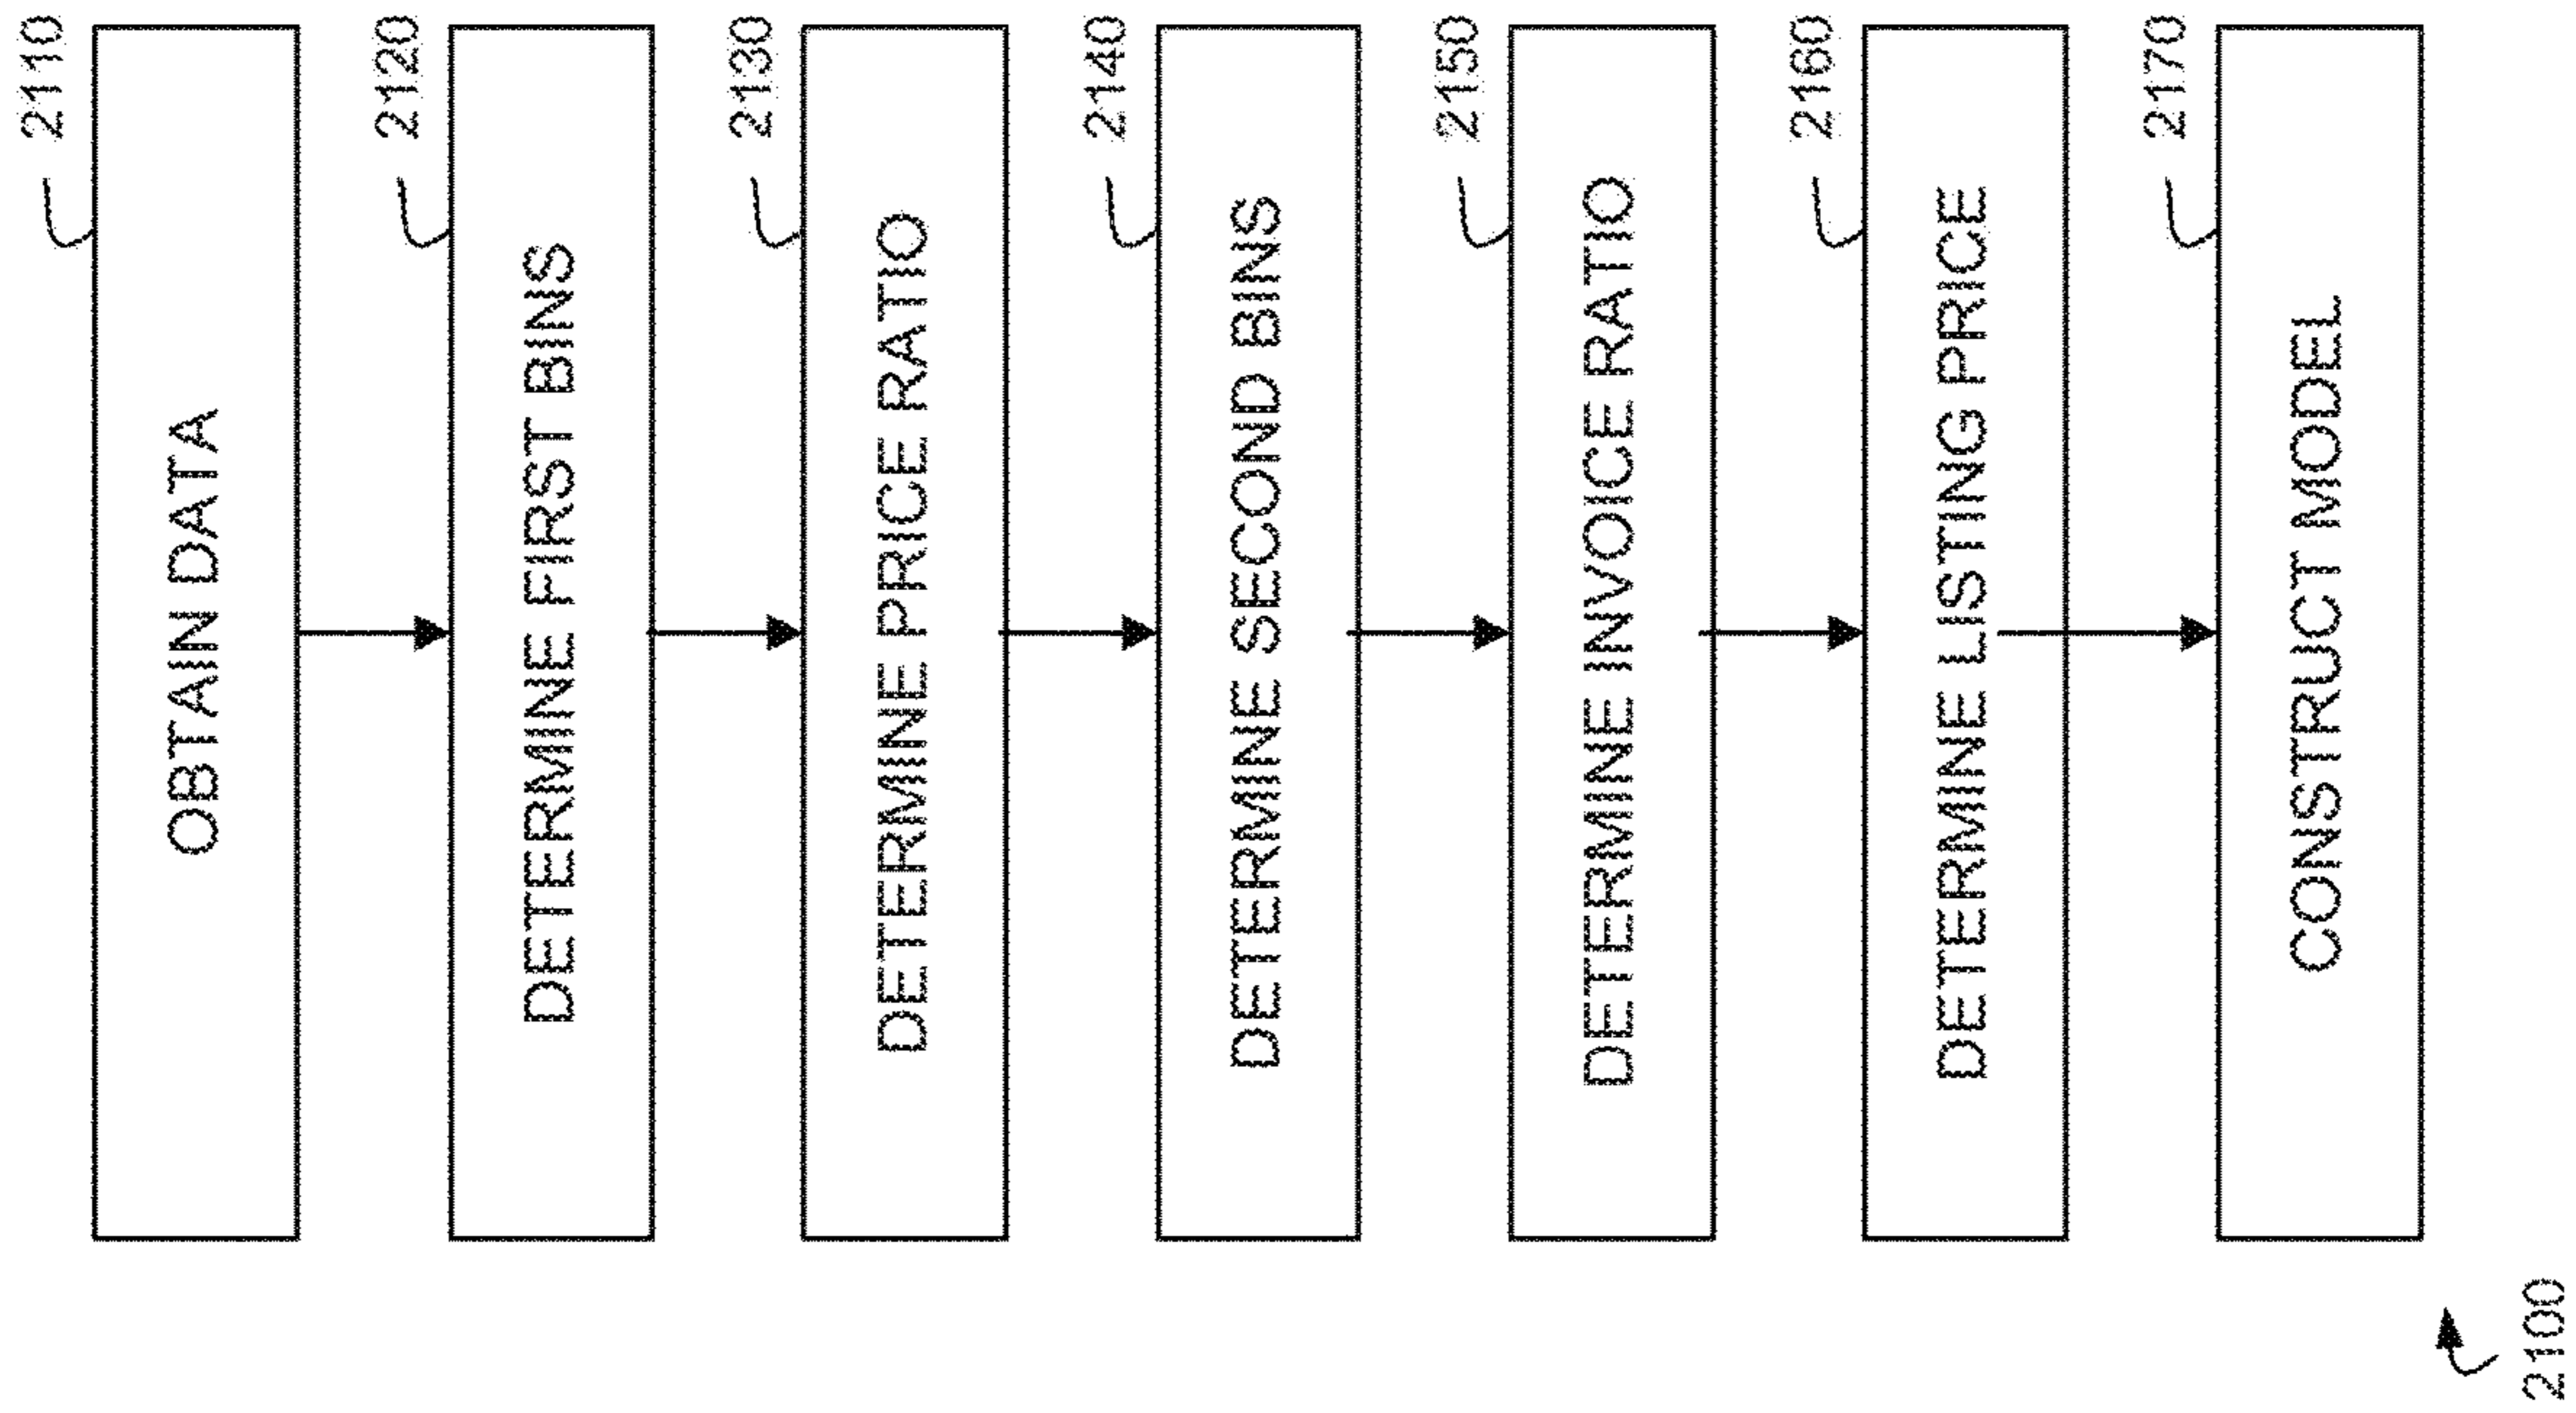 2110
OBTAIN DATA
2120
DETERMINE FIRST BINS
2130
DETERMINE PRICE RATIO
2140
DETERMINE SECOND BINS
2150
DETERMINE INVOICE RATIO
2160
DETERMINE LISTING PRICE
2170
CONSTRUCT MODEL
2100